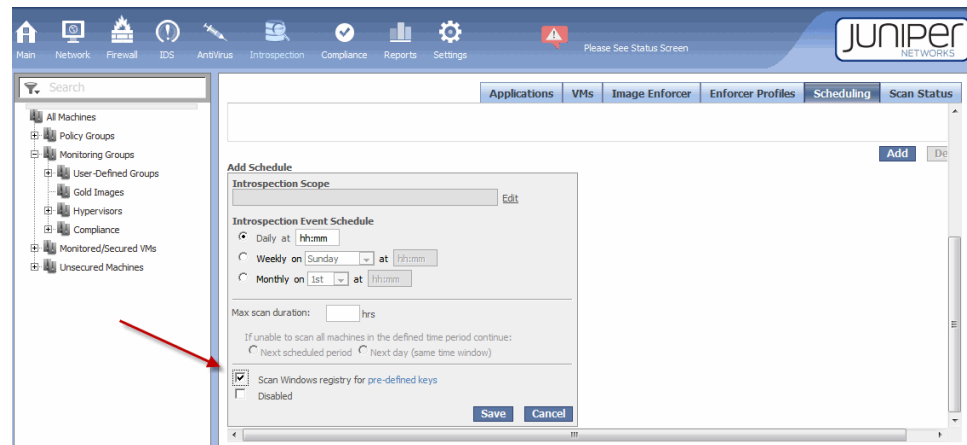 Main Network Firewall IDS AntiVirus Introspection Compliance Reports Settings
Please See Status Screen
JUNIPER
NETWORKS
Search
All Machines
Policy Groups
Monitoring Groups
User-Defined Groups
Gold Images
Hypervisors
Compliance
Monitored/Secured VMs
Unsecured Machines
Applications VMs Image Enforcer Enforcer Profiles Scheduling Scan Status
Add De
Add Schedule
Introspection Scope
Edit
Introspection Event Schedule
Daily at hh:mm
Weekly on Sunday at hh:mm
Monthly on 1st at hh:mm
Max scan duration: hrs
If unable to scan all machines in the defined time period continue:
Next scheduled period Next day (same time window)
Scan Windows registry for pre-defined keys
Disabled
Save Cancel